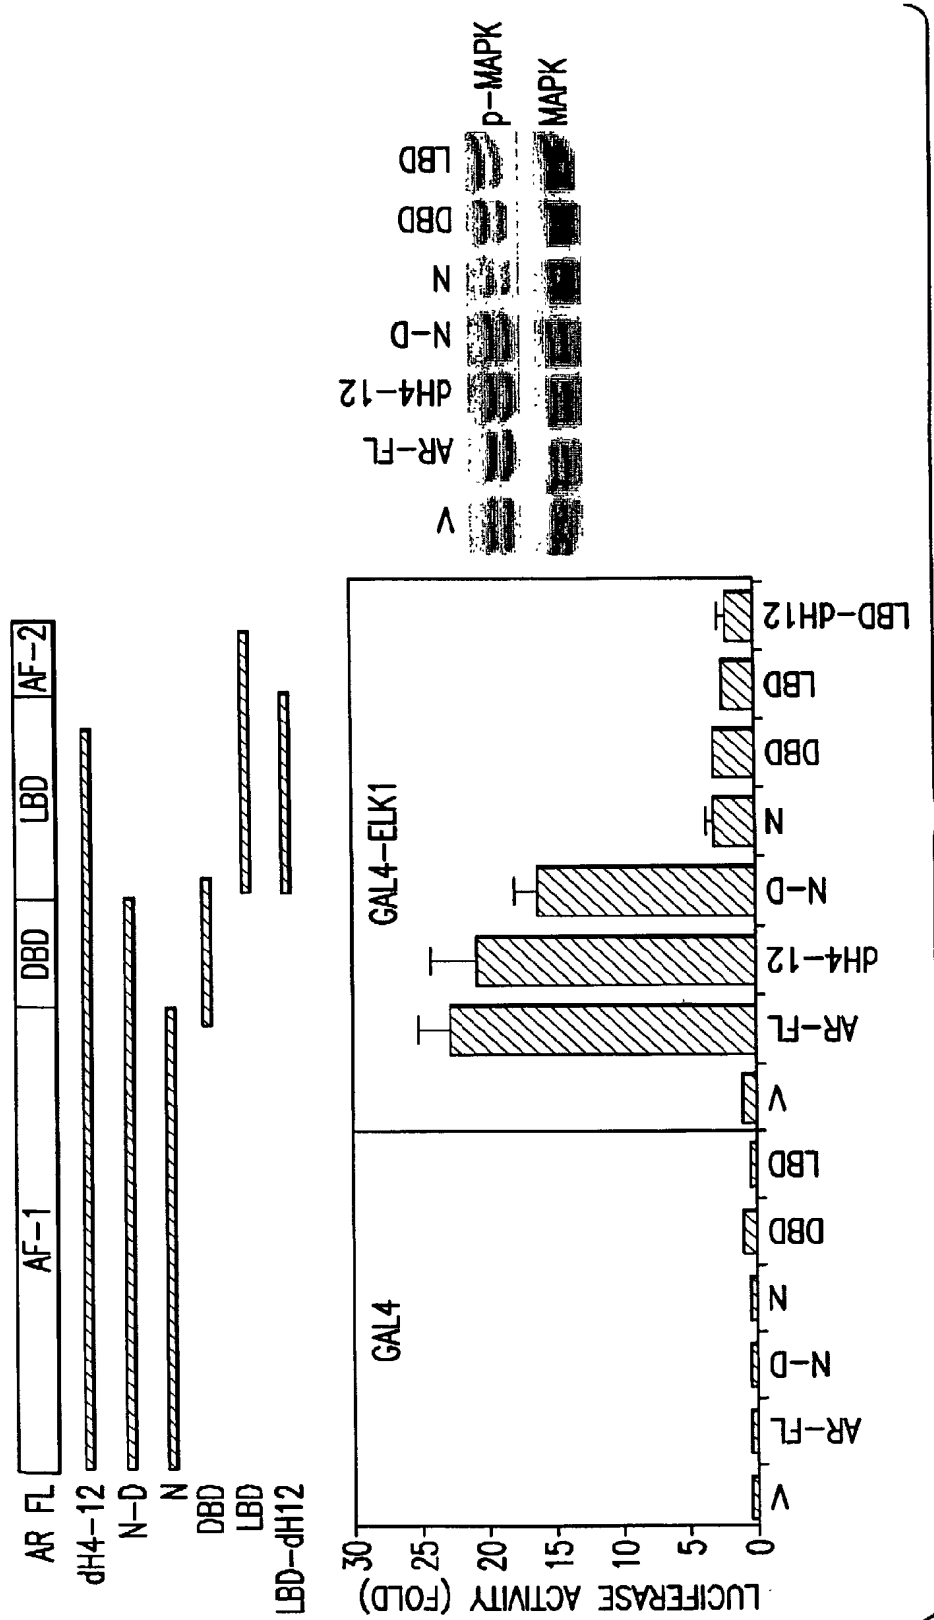 AR FL
AF-1 DBD LBD AF-2
dH4-12
N-D
N
DBD
LBD
LBD-dH12
LUCIFERASE ACTIVITY (FOLD)
30
25
20
15
10
5
0
GAL4
GAL4-ELK1
V AR-FL N-D N DBD LBD V AR-FL dH4-12 N-D N DBD LBD LBD-dH12
V AR-FL dH4-12 N-D N DBD LBD
p-MAPK
MAPK